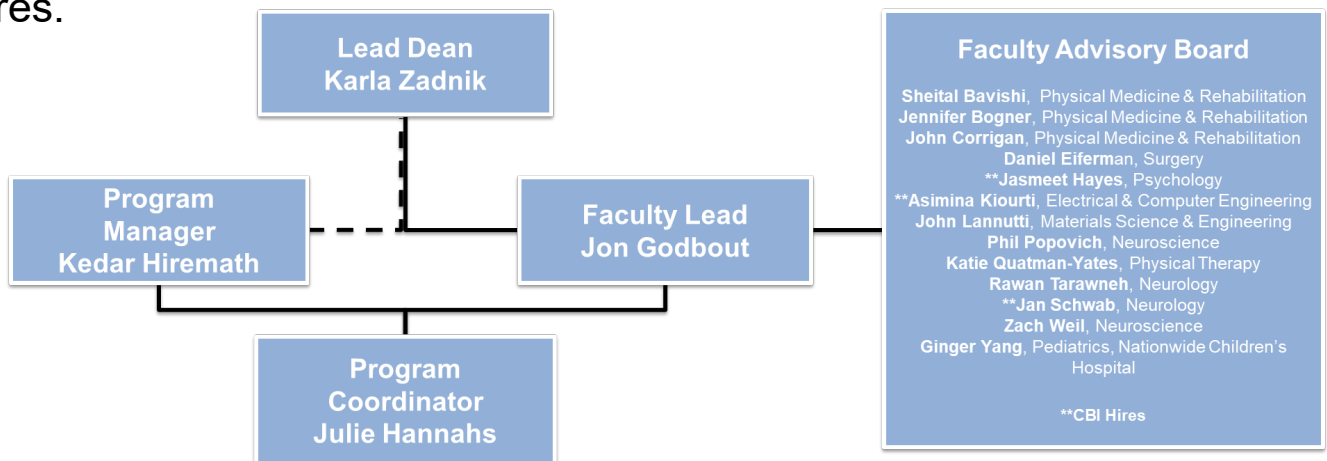 res.
Lead Dean
Karla Zadnik
Program
Manager
Kedar Hiremath
Faculty Lead
Jon Godbout
Program
Coordinator
Julie Hannahs
Faculty Advisory Board
Sheital Bavishi, Physical Medicine & Rehabilitation
Jennifer Bogner, Physical Medicine & Rehabilitation
John Corrigan, Physical Medicine & Rehabilitation
Daniel Eiferman, Surgery
**Jasmeet Hayes, Psychology
**Asimina Kiourti, Electrical & Computer Engineering
John Lannutti, Materials Science & Engineering
Phil Popovich, Neuroscience
Katie Quatman-Yates, Physical Therapy
Rawan Tarawneh, Neurology
**Jan Schwab, Neurology
Zach Weil, Neuroscience
Ginger Yang, Pediatrics, Nationwide Children's
Hospital
**CBI Hires